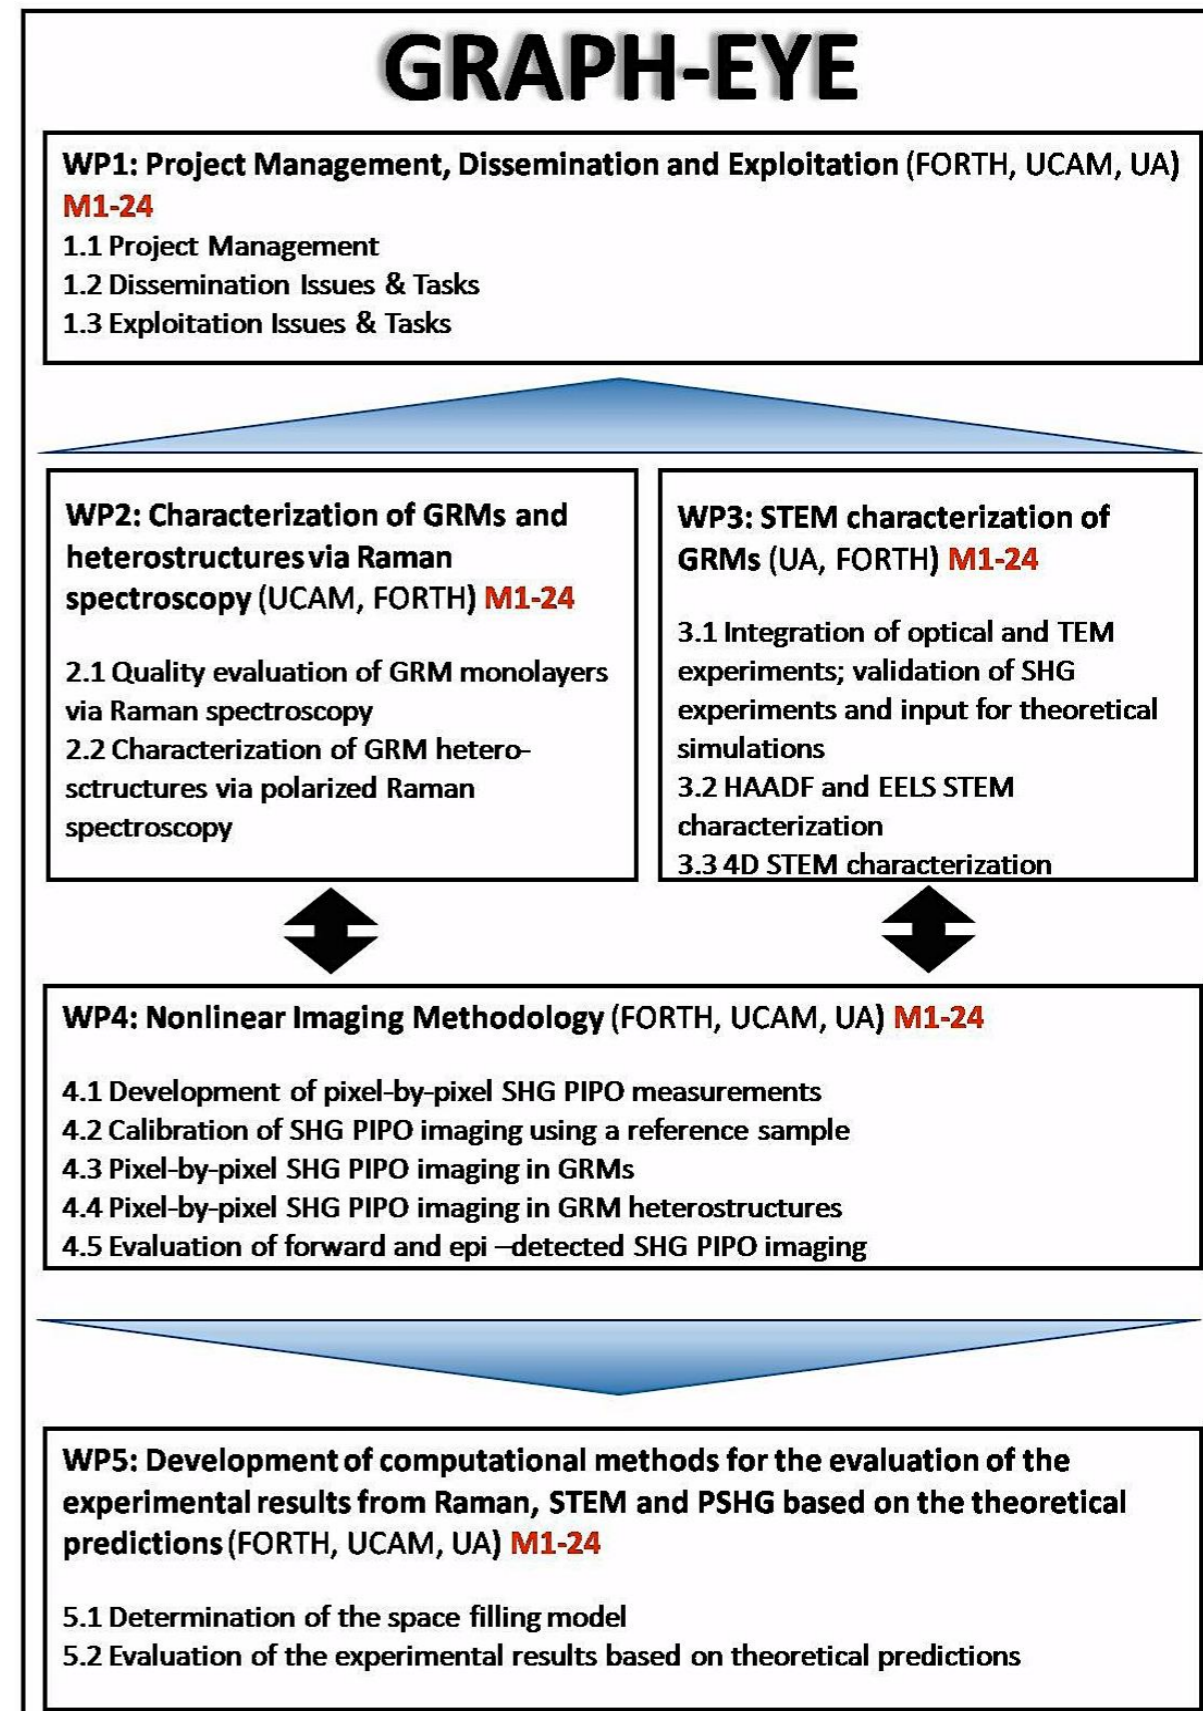 GRAPH-EYE
WP1: Project Management, Dissemination and Exploitation (FORTH, UCAM, UA)
M1-24
1.1 Project Management
1.2 Dissemination Issues & Tasks
1.3 Exploitation Issues & Tasks
WP2: Characterization of GRMs and
heterostructures via Raman
spectroscopy (UCAM, FORTH) M1-24
2.1 Quality evaluation of GRM monolayers
via Raman spectroscopy
2.2 Characterization of GRM hetero-
sctructures via polarized Raman
spectroscopy
WP3: STEM characterization of
GRMs (UA, FORTH) M1-24
3.1 Integration of optical and TEM
experiments; validation of SHG
experiments and input for theoretical
simulations
3.2 HAADF and EELS STEM
characterization
3.3 4D STEM characterization
WP4: Nonlinear Imaging Methodology (FORTH, UCAM, UA) M1-24
4.1 Development of pixel-by-pixel SHG PIPO measurements
4.2 Calibration of SHG PIPO imaging using a reference sample
4.3 Pixel-by-pixel SHG PIPO imaging in GRMs
4.4 Pixel-by-pixel SHG PIPO imaging in GRM heterostructures
4.5 Evaluation of forward and epi –detected SHG PIPO imaging
WP5: Development of computational methods for the evaluation of the
experimental results from Raman, STEM and PSHG based on the theoretical
predictions (FORTH, UCAM, UA) M1-24
5.1 Determination of the space filling model
5.2 Evaluation of the experimental results based on theoretical predictions